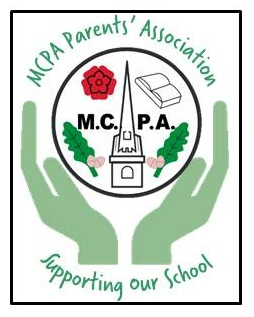 MCPA Parents' Association
M.C. P.A.
Supporting our School